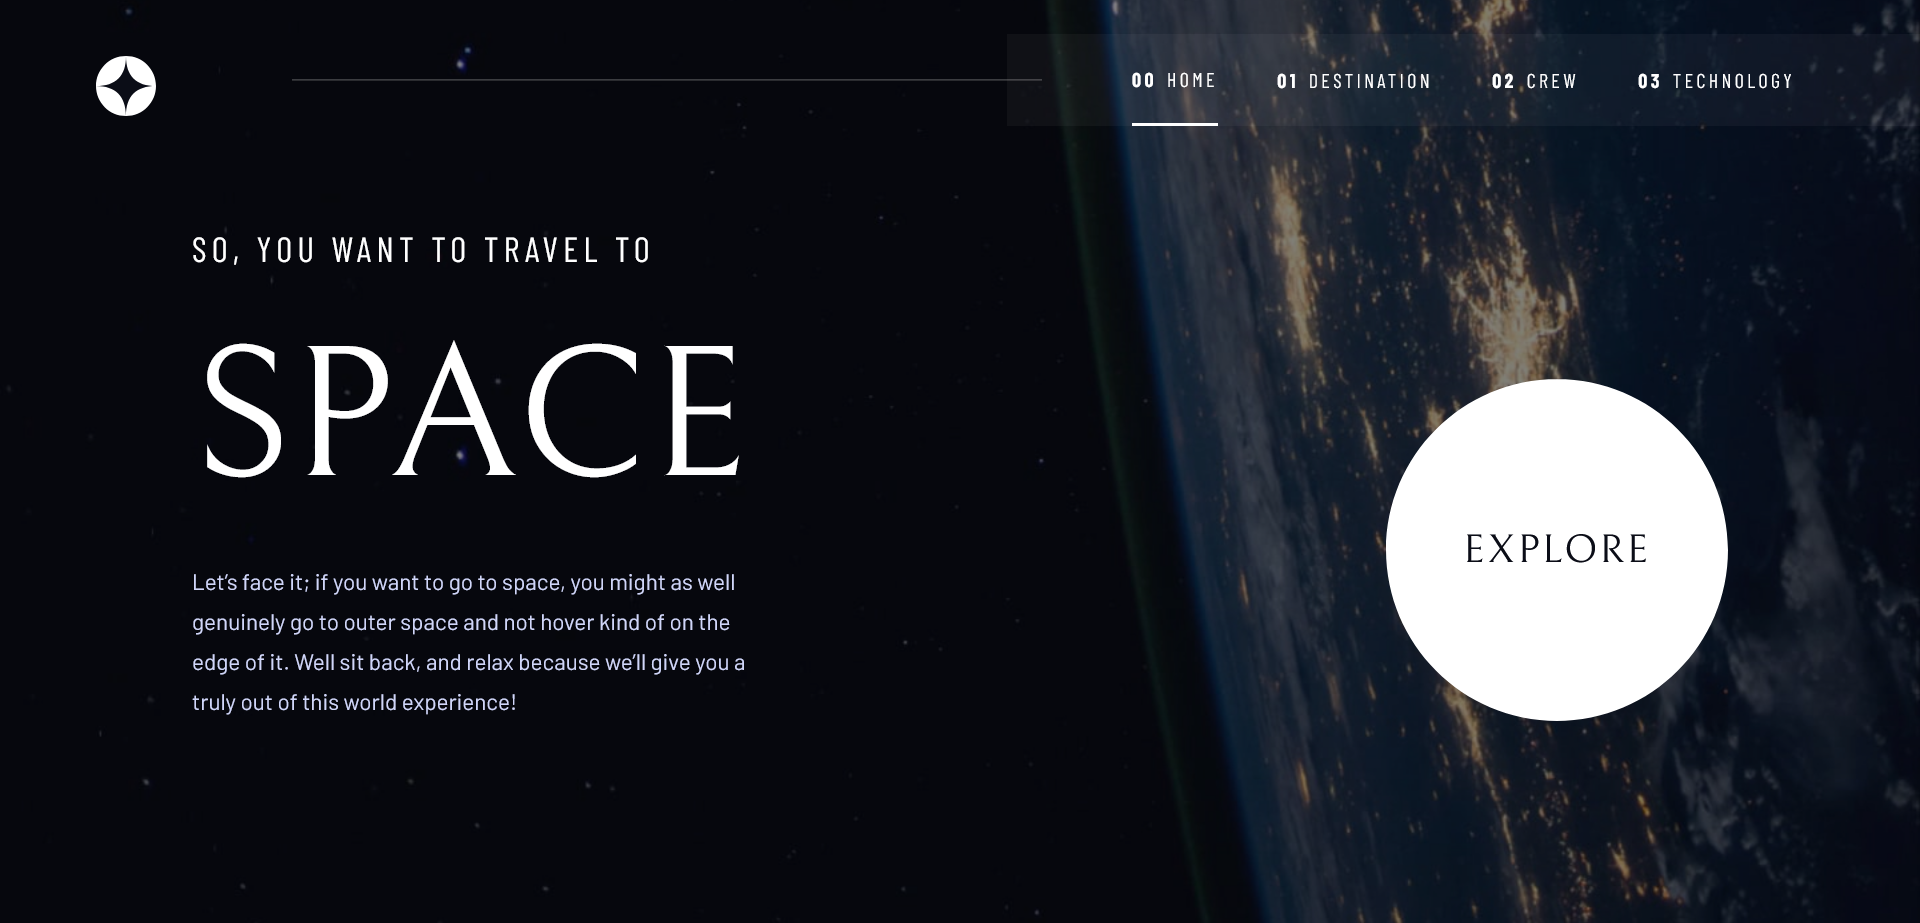 00 HOME 01 DESTINATION 02 CREW 03 TECHNOLOGY
SO, YOU WANT TO TRAVEL TO
SPACE
Let’s face it; if you want to go to space, you might as well
genuinely go to outer space and not hover kind of on the
edge of it. Well sit back, and relax because we’ll give you a
truly out of this world experience!
EXPLORE